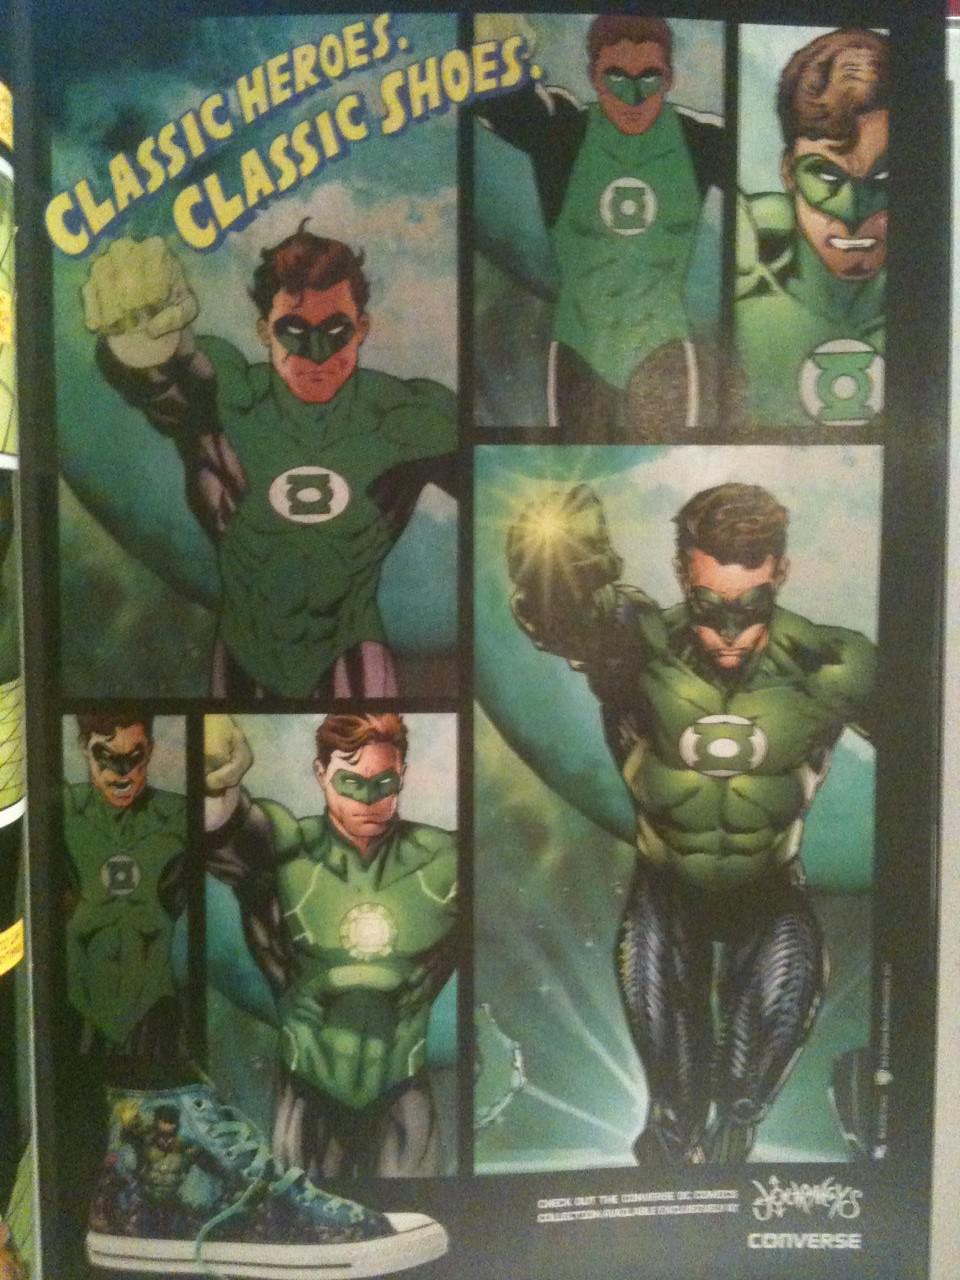 CLASSIC HEROES.
CLASSIC SHOES.
CHECK OUT THE CONVERSE DC COMICS
COLLECTION AVAILABLE EXCLUSIVELY AT
JOURNEYS
CONVERSE